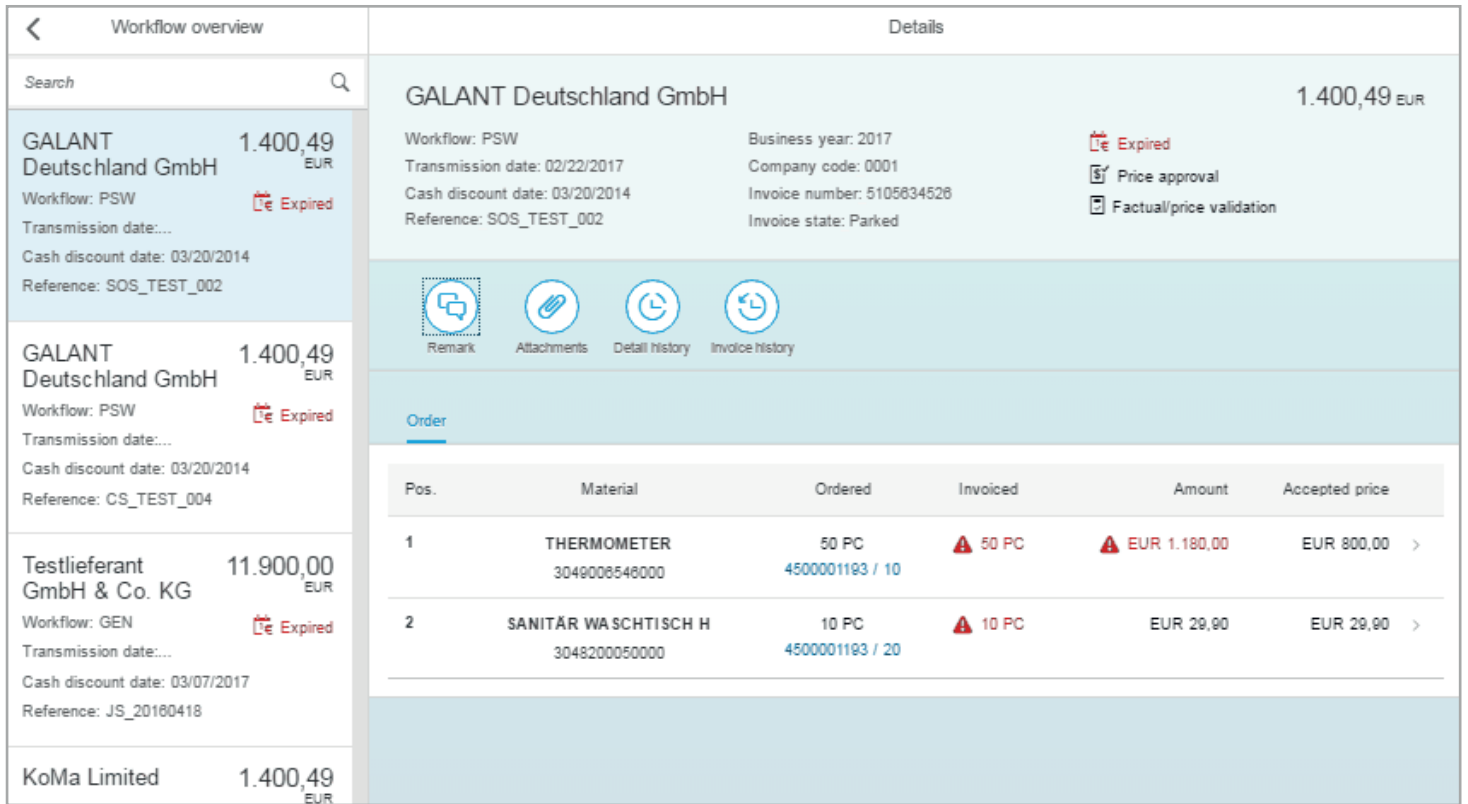 Workflow overview
Search
GALANT 1.400,49
Deutschland GmbH EUR
Workflow: PSW Expired
Transmission date:...
Cash discount date: 03/20/2014
Reference: SOS_TEST_002
GALANT 1.400,49
Deutschland GmbH EUR
Workflow: PSW Expired
Transmission date:...
Cash discount date: 03/20/2014
Reference: CS_TEST_004
Testlieferant 11.900,00
GmbH & Co. KG EUR
Workflow: GEN Expired
Transmission date:...
Cash discount date: 03/07/2017
Reference: JS_20160418
KoMa Limited 1.400,49
EUR
Details
GALANT Deutschland GmbH 1.400,49 EUR
Workflow: PSW Business year: 2017 Expired
Transmission date: 02/22/2017 Company code: 0001 Price approval
Cash discount date: 03/20/2014 Invoice number: 5105634526 Factual/price validation
Reference: SOS_TEST_002 Invoice state: Parked
Remark Attachments Detail history Invoice history
Order
Pos. Material Ordered Invoiced Amount Accepted price
1 THERMOMETER 50 PC 50 PC EUR 1.180,00 EUR 800,00
3049006546000 4500001193 / 10
2 SANITÄR WASCHTISCH H 10 PC 10 PC EUR 29,90 EUR 29,90
3048200050000 4500001193 / 20